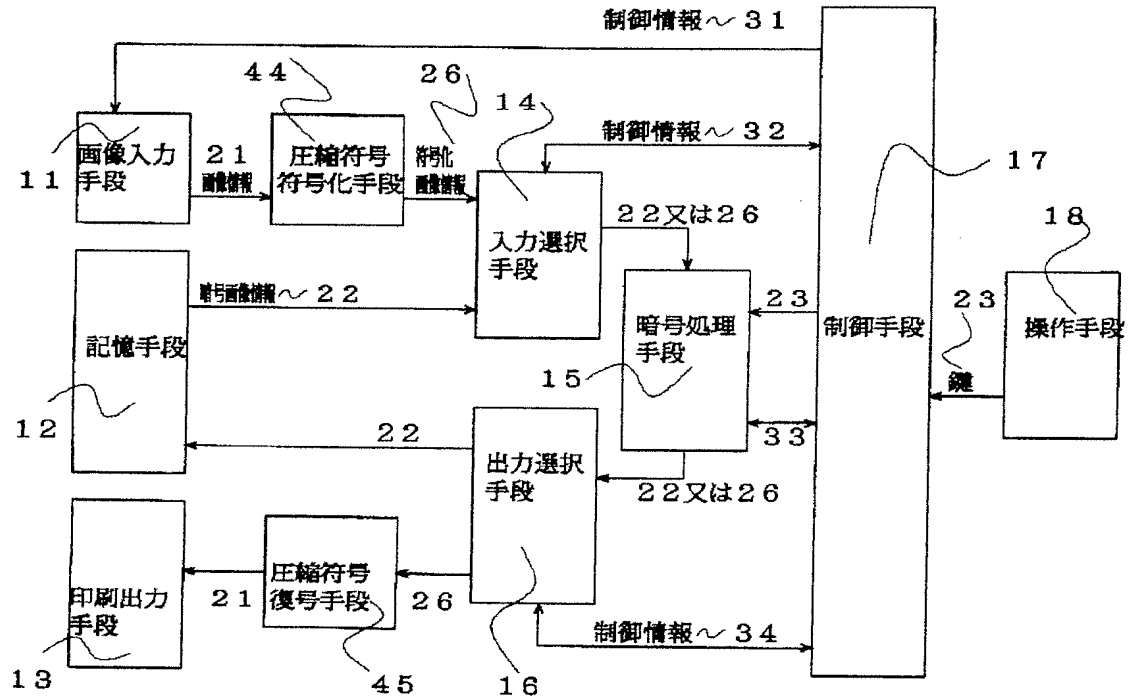 制御情報～31
44
26
14
制御情報～32
画像入力
手段
11
21
画像情報
圧縮符号
符号化手段
符号化
画像情報
17
22又は26
入力選択
手段
18
暗号画像情報～22
記憶手段
暗号処理
手段
23
制御手段
23
操作手段
15
鍵
12
22
33
出力選択
手段
22又は26
圧縮符号
復号手段
印刷出力
手段
21
26
制御情報～34
13
45
16